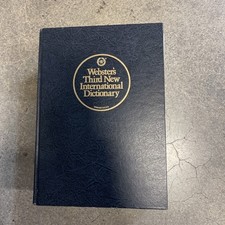 Webster's
Third New
International
Dictionary